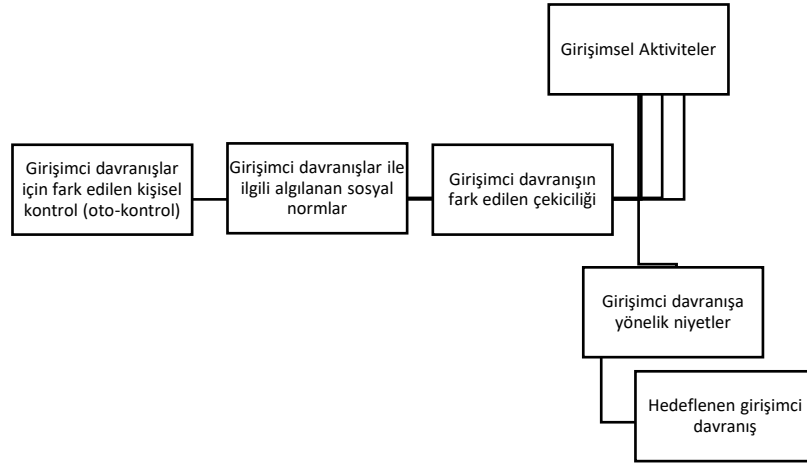 Girişimsel Aktiviteler
Girişimci davranışlar
için fark edilen kişisel
kontrol (oto-kontrol)
Girişimci davranışlar ile
ilgili algılanan sosyal
normlar
Girişimci davranışın
fark edilen çekiciliği
Girişimci davranışa
yönelik niyetler
Hedeflenen girişimci
davranış